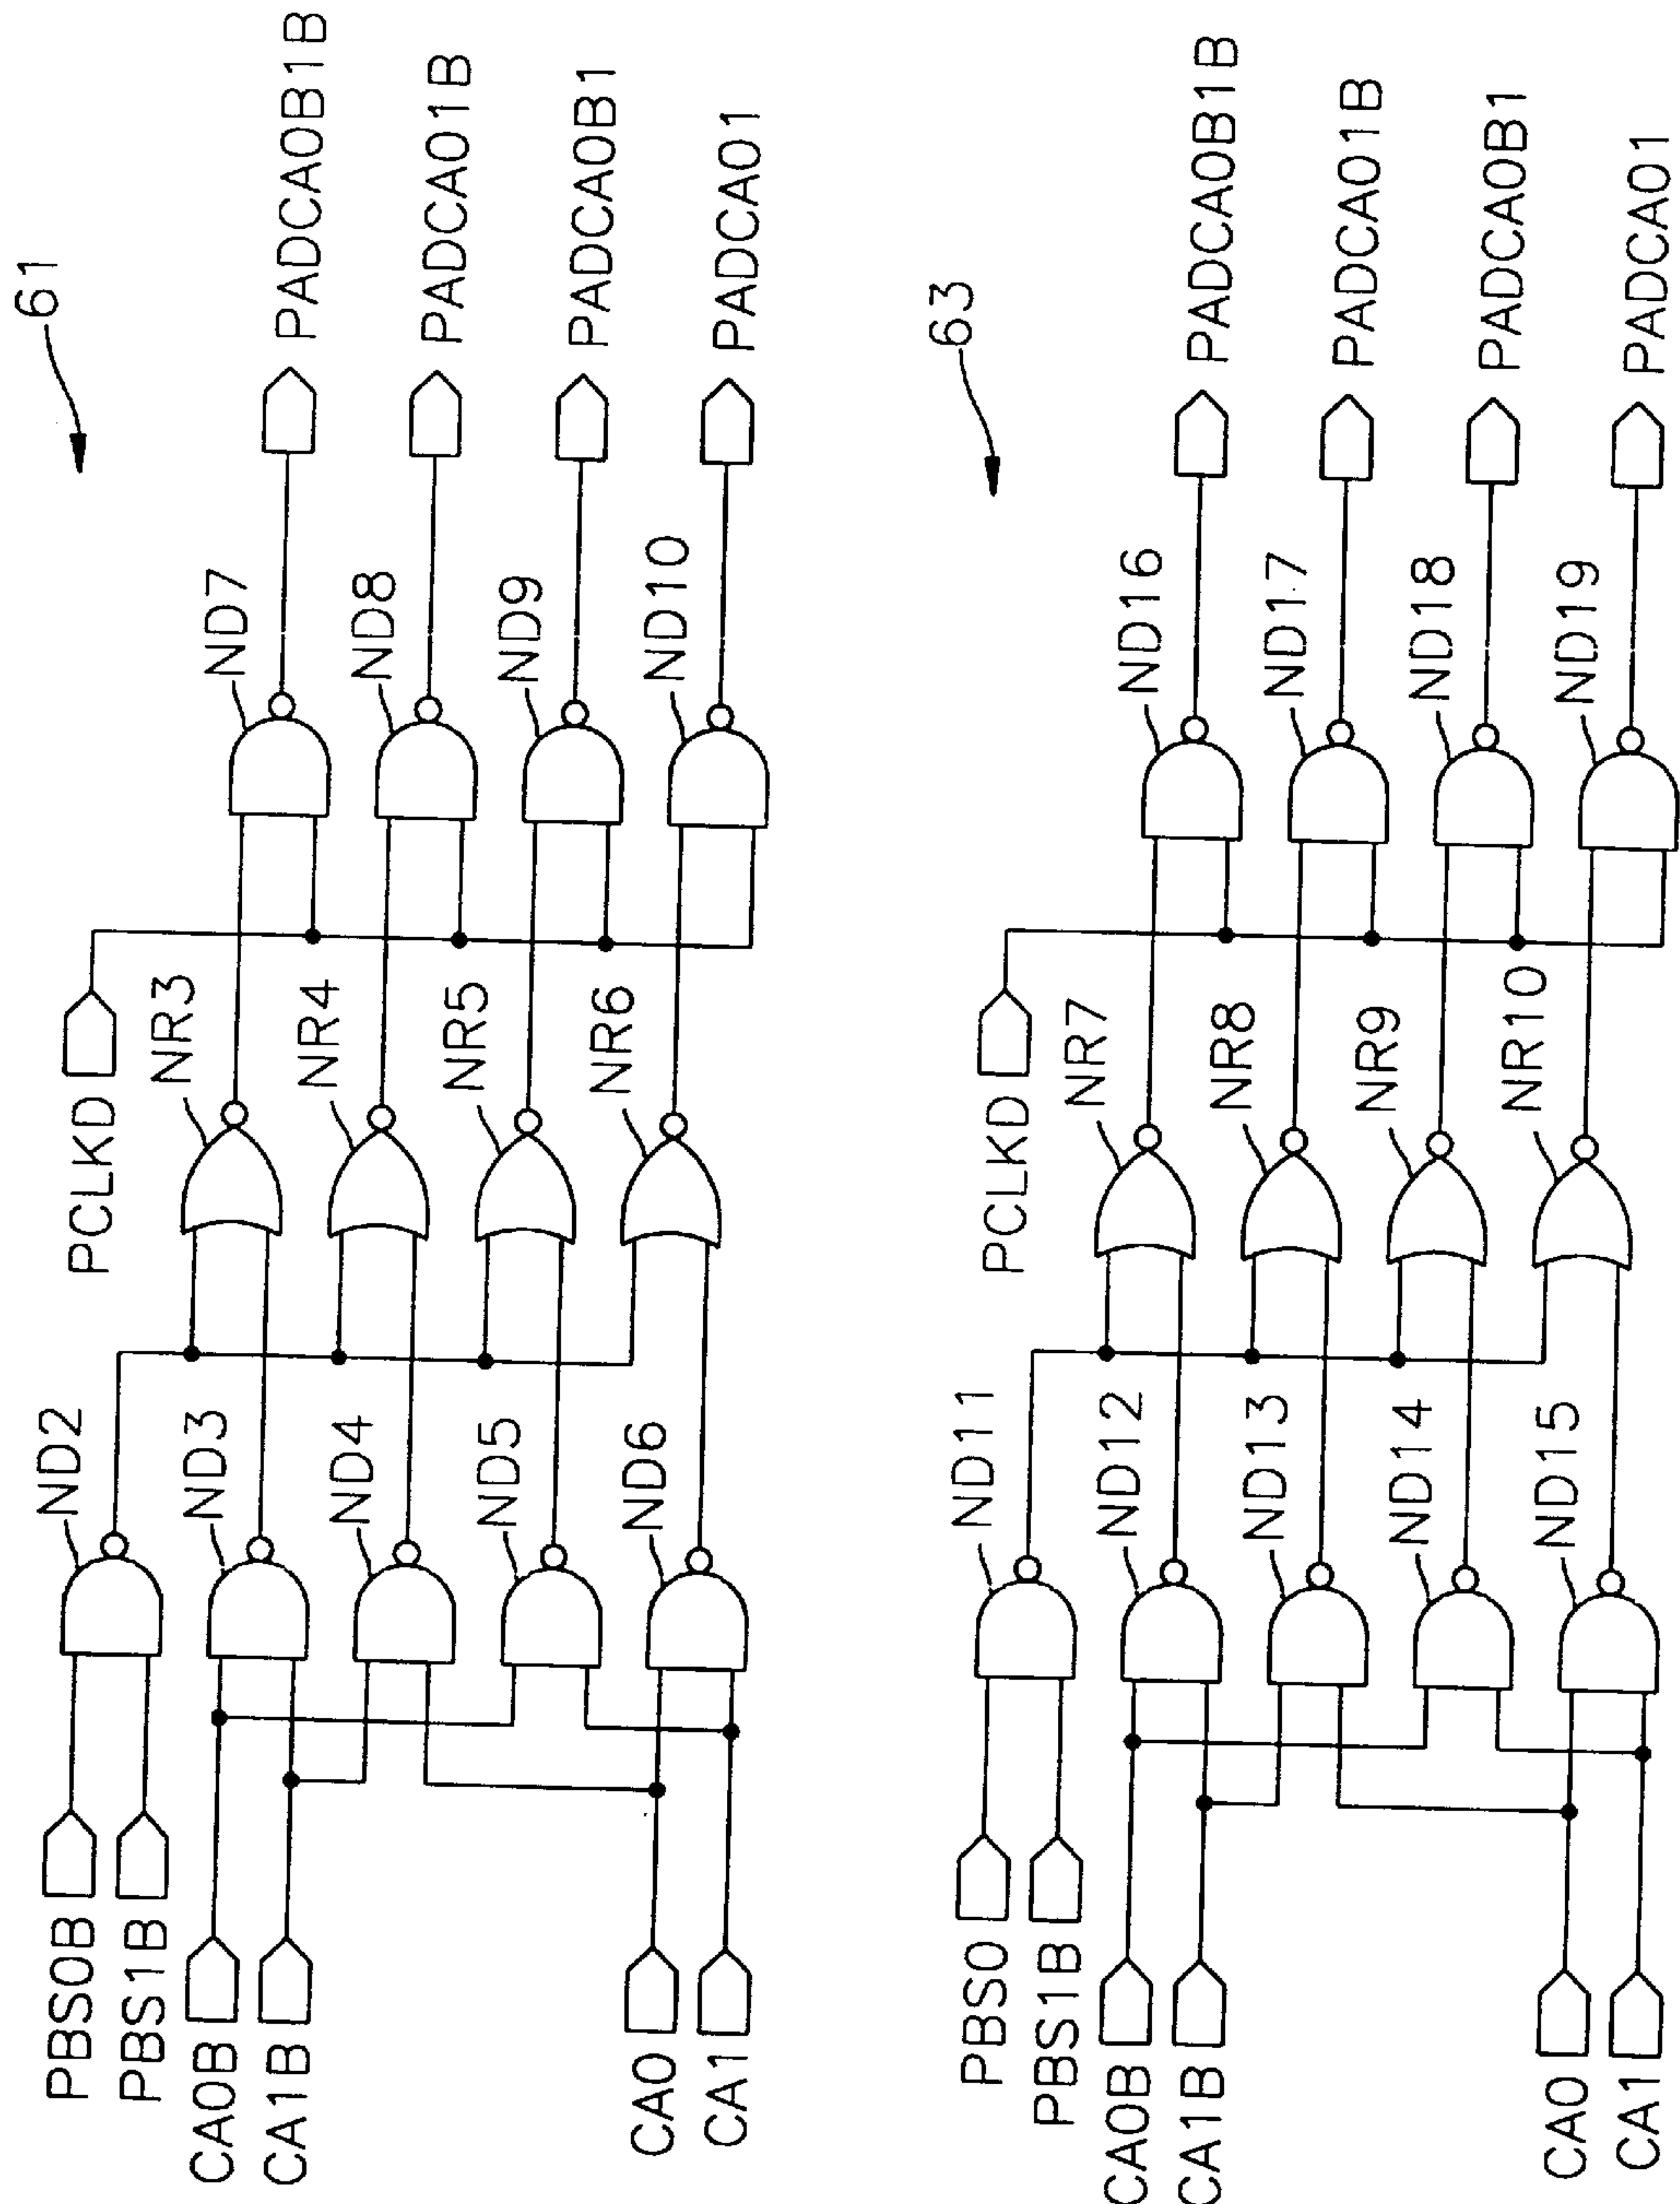 61
PBS0B
PBS1B
CA0B
CA1B
CA0
CA1
ND2
ND3
ND4
ND5
ND6
PCLKD
NR3
NR4
NR5
NR6
ND7
ND8
ND9
ND10
PADCA0B1B
PADCA01B
PADCA0B1
PADCA01
63
PBS0
PBS1B
CA0B
CA1B
CA0
CA1
ND11
ND12
ND13
ND14
ND15
PCLKD
NR7
NR8
NR9
NR10
ND16
ND17
ND18
ND19
PADCA0B1B
PADCA01B
PADCA0B1
PADCA01